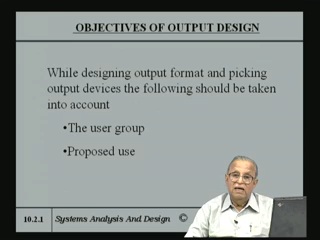 OBJECTIVES OF OUTPUT DESIGN
While designing output format and picking
output devices the following should be taken
into account
•The user group
•Proposed use
10.2.1 Systems Analysis And Design ©